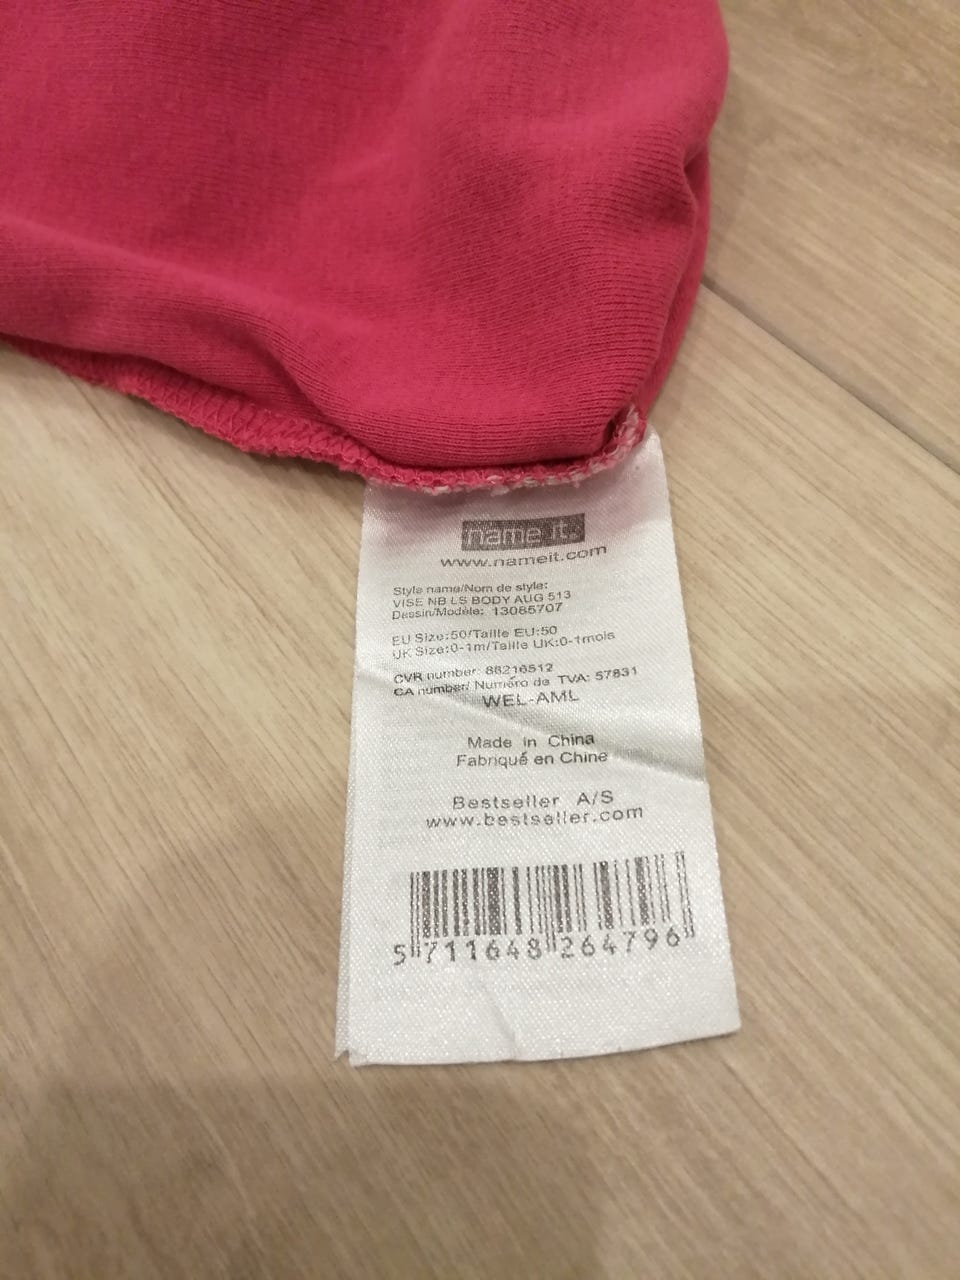 name it.
www.nameit.com
Style name/Nom de style:
VISE NB LS BODY AUG 513
Dessin/Modèle: 13085707
EU Size:50/Taille EU:50
UK Size:0-1m/Taille UK:0-1mois
CVR number: 88216512
CA number/ Numéro de TVA: 57831
WEL-AML
Made in China
Fabriqué en Chine
Bestseller A/S
www.bestseller.com
5 711648 264796